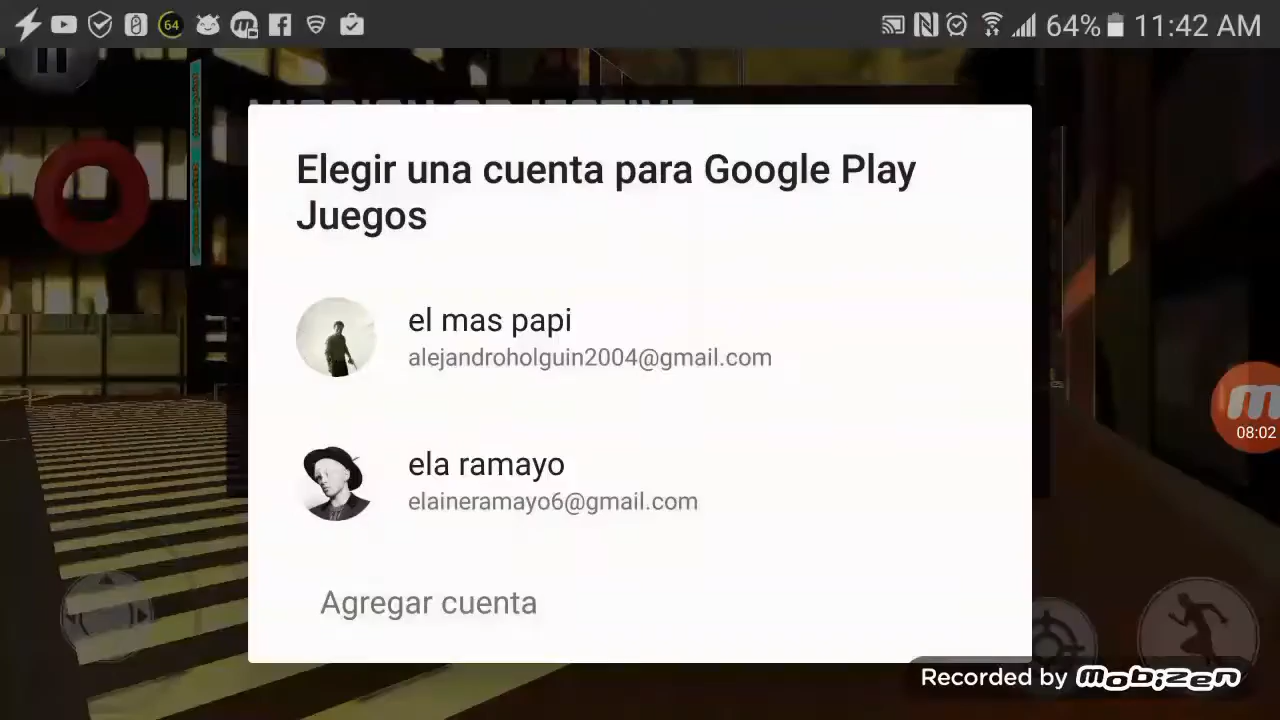 64
64% 11:42 AM
Elegir una cuenta para Google Play
Juegos
el mas papi
alejandroholguin2004@gmail.com
ela ramayo
elaineramayo6@gmail.com
08:02
Agregar cuenta
Recorded by mobizen